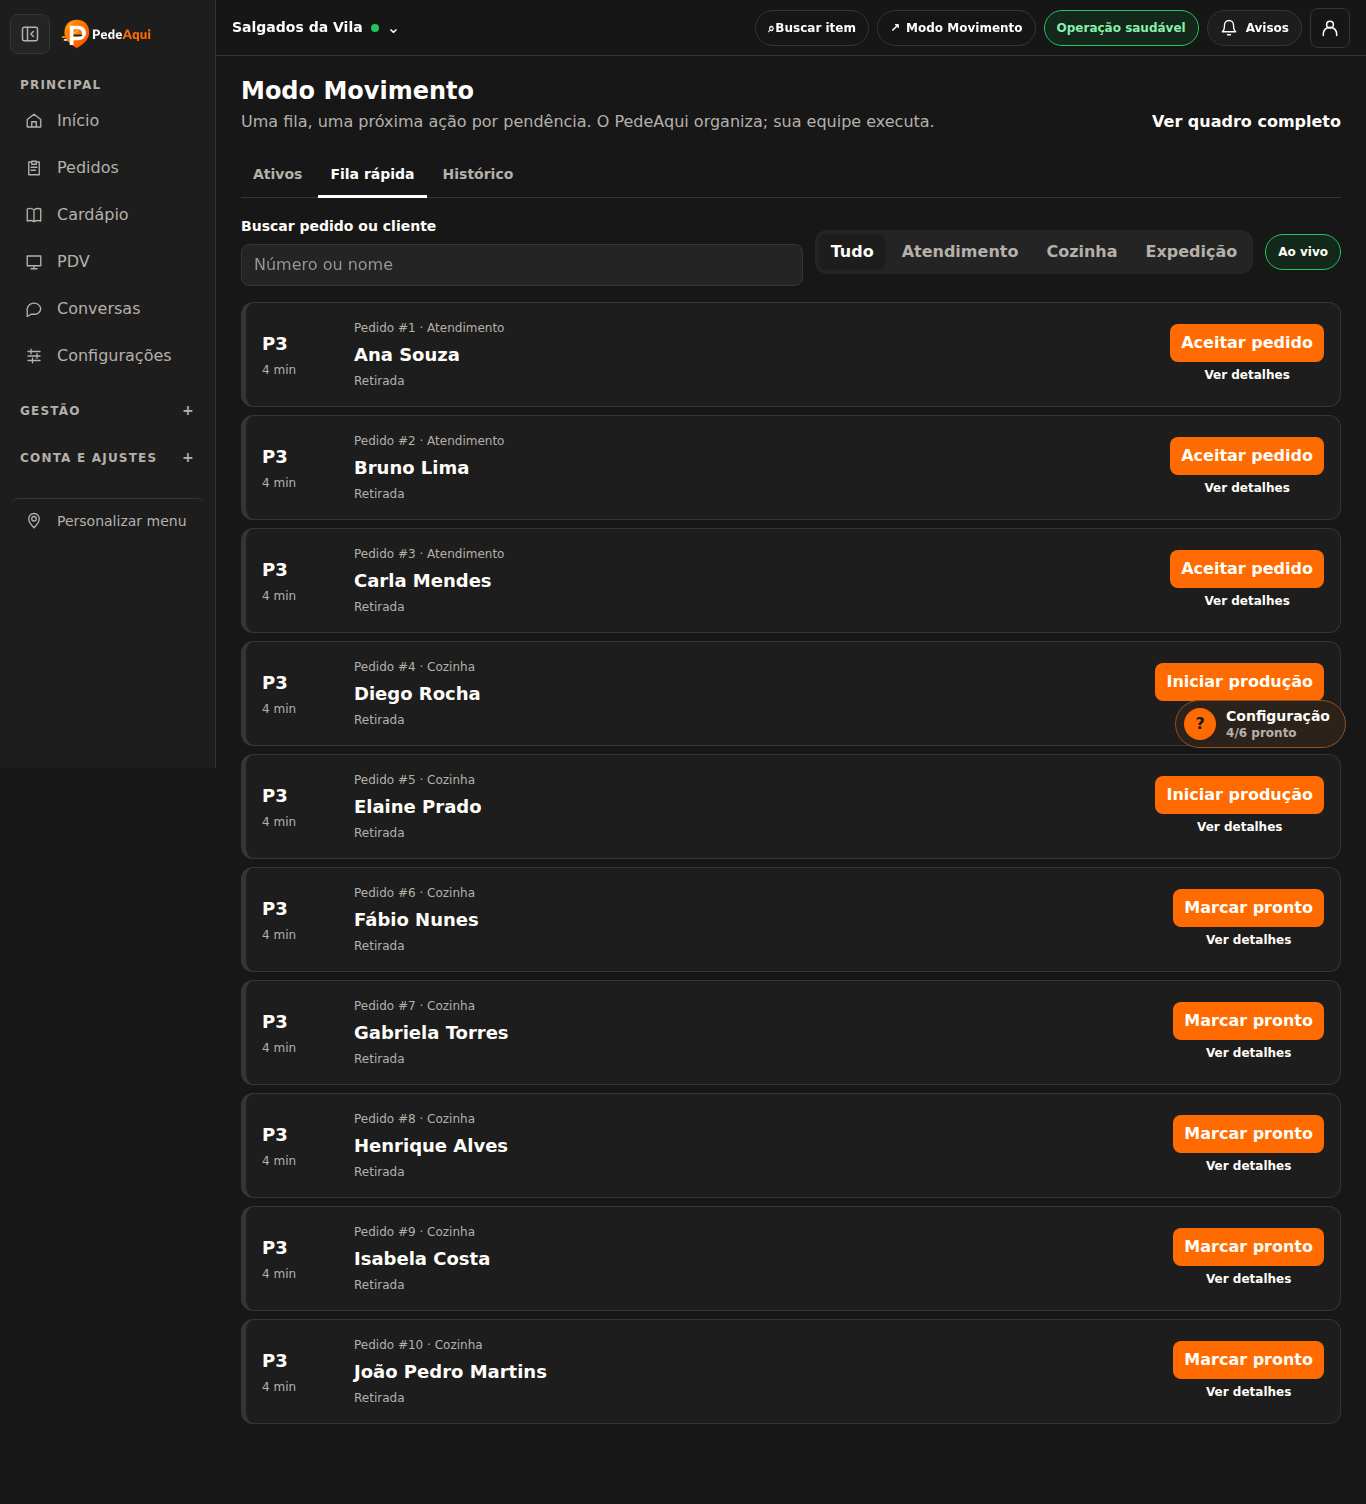 PedeAqui
Salgados da Vila
Buscar item
Modo Movimento
Operação saudável
Avisos
PRINCIPAL
Início
Pedidos
Cardápio
PDV
Conversas
Configurações
GESTÃO +
CONTA E AJUSTES +
Personalizar menu
Modo Movimento
Uma fila, uma próxima ação por pendência. O PedeAqui organiza; sua equipe executa.
Ver quadro completo
Ativos
Fila rápida
Histórico
Buscar pedido ou cliente
Número ou nome
Tudo
Atendimento
Cozinha
Expedição
Ao vivo
P3
4 min
Pedido #1 · Atendimento
Ana Souza
Retirada
Aceitar pedido
Ver detalhes
P3
4 min
Pedido #2 · Atendimento
Bruno Lima
Retirada
Aceitar pedido
Ver detalhes
P3
4 min
Pedido #3 · Atendimento
Carla Mendes
Retirada
Aceitar pedido
Ver detalhes
P3
4 min
Pedido #4 · Cozinha
Diego Rocha
Retirada
Iniciar produção
?
Configuração
4/6 pronto
P3
4 min
Pedido #5 · Cozinha
Elaine Prado
Retirada
Iniciar produção
Ver detalhes
P3
4 min
Pedido #6 · Cozinha
Fábio Nunes
Retirada
Marcar pronto
Ver detalhes
P3
4 min
Pedido #7 · Cozinha
Gabriela Torres
Retirada
Marcar pronto
Ver detalhes
P3
4 min
Pedido #8 · Cozinha
Henrique Alves
Retirada
Marcar pronto
Ver detalhes
P3
4 min
Pedido #9 · Cozinha
Isabela Costa
Retirada
Marcar pronto
Ver detalhes
P3
4 min
Pedido #10 · Cozinha
João Pedro Martins
Retirada
Marcar pronto
Ver detalhes